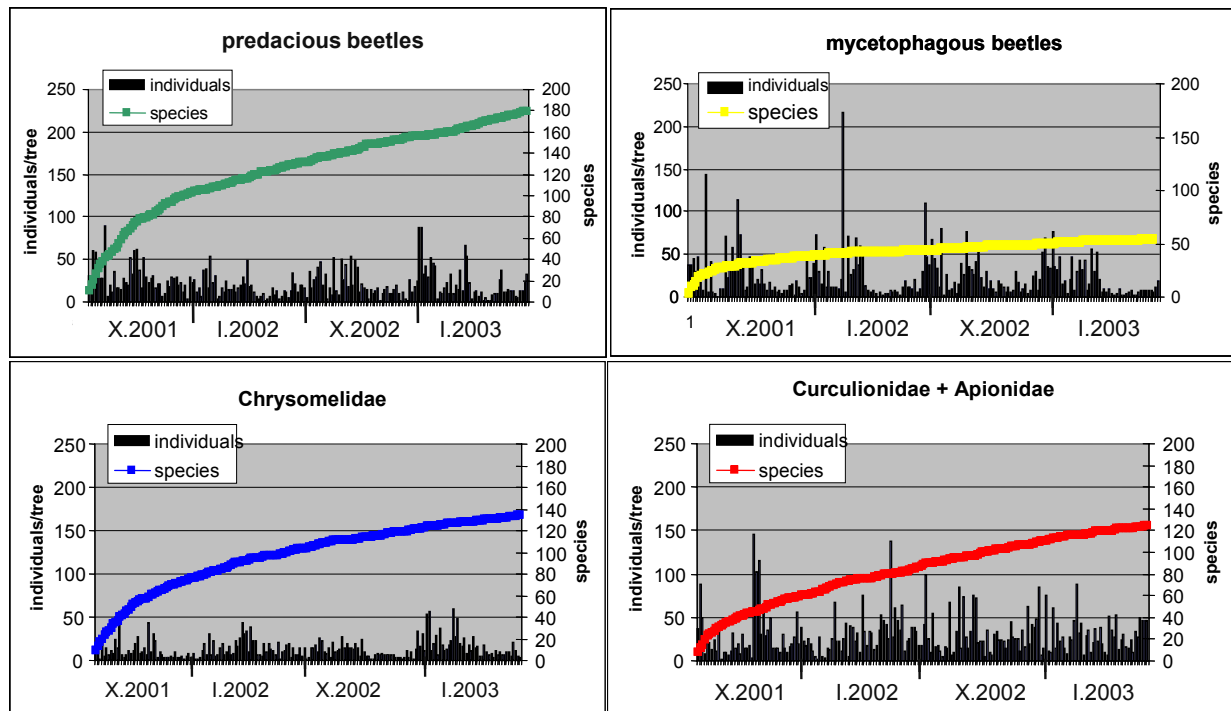 predacious beetles
individuals
species
250
200
150
100
50
0
individuals/tree
200
180
160
140
120
100
80
60
40
20
0
species
X.2001 I.2002 X.2002 I.2003
mycetophagous beetles
individuals
species
250
200
150
100
50
0
individuals/tree
200
150
100
50
0
species
1
X.2001 I.2002 X.2002 I.2003
Chrysomelidae
individuals
species
250
200
150
100
50
0
individuals/tree
200
180
160
140
120
100
80
60
40
20
0
species
X.2001 I.2002 X.2002 I.2003
Curculionidae + Apionidae
individuals
species
250
200
150
100
50
0
individuals/tree
200
180
160
140
120
100
80
60
40
20
0
species
X.2001 I.2002 X.2002 I.2003